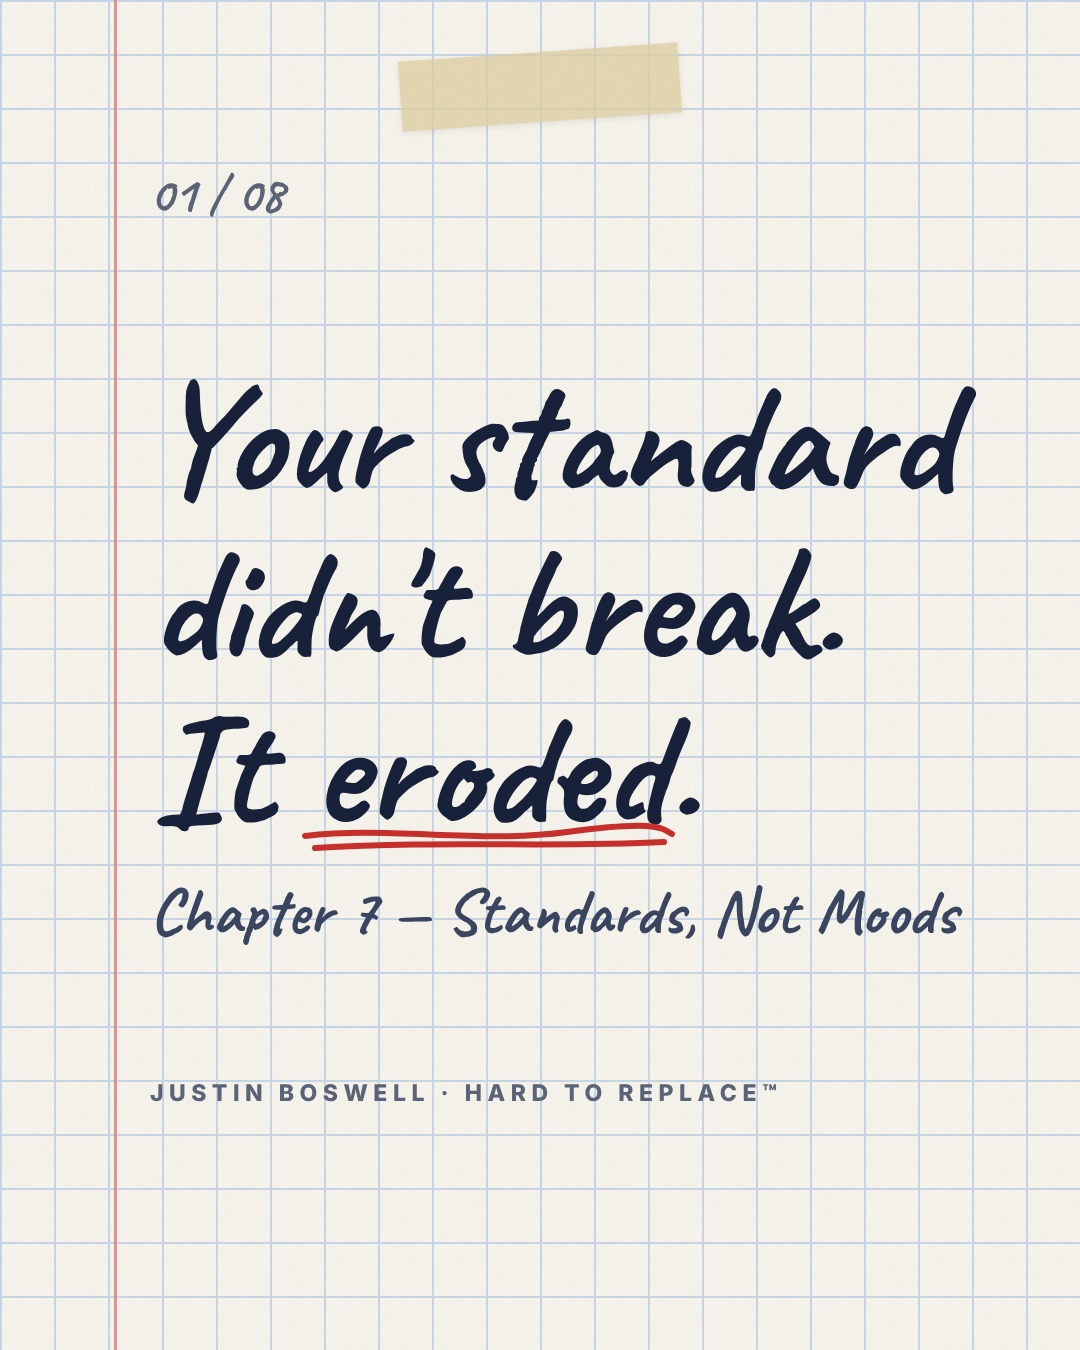 01 / 08
Your standard
didn't break.
It eroded.
Chapter 7 — Standards, Not Moods
JUSTIN BOSWELL · HARD TO REPLACE™